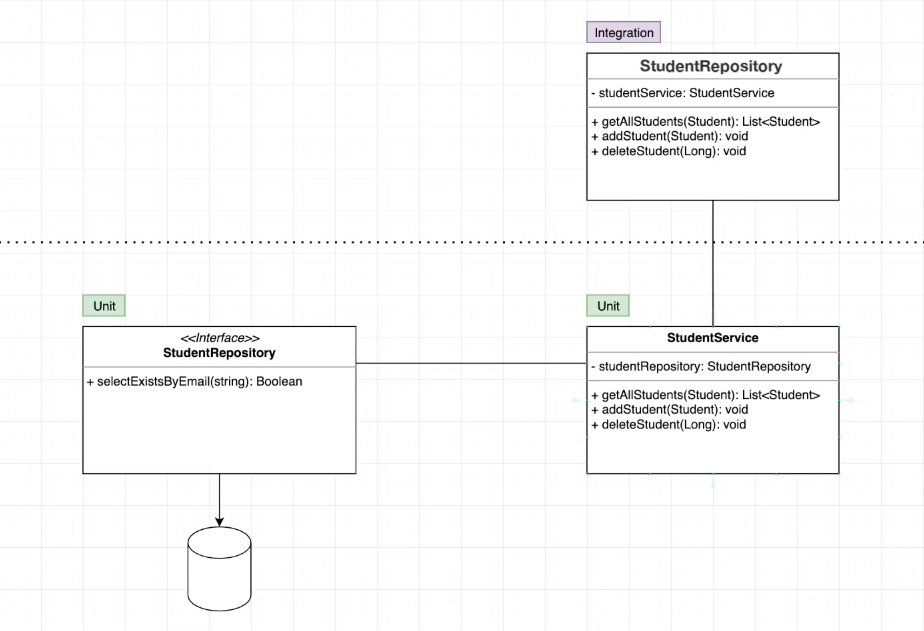 Integration
StudentRepository
- studentService: StudentService
+ getAllStudents(Student): List<Student>
+ addStudent(Student): void
+ deleteStudent(Long): void
Unit
<<Interface>>
StudentRepository
+ selectExistsByEmail(string): Boolean
Unit
StudentService
- studentRepository: StudentRepository
+ getAllStudents(Student): List<Student>
+ addStudent(Student): void
+ deleteStudent(Long): void